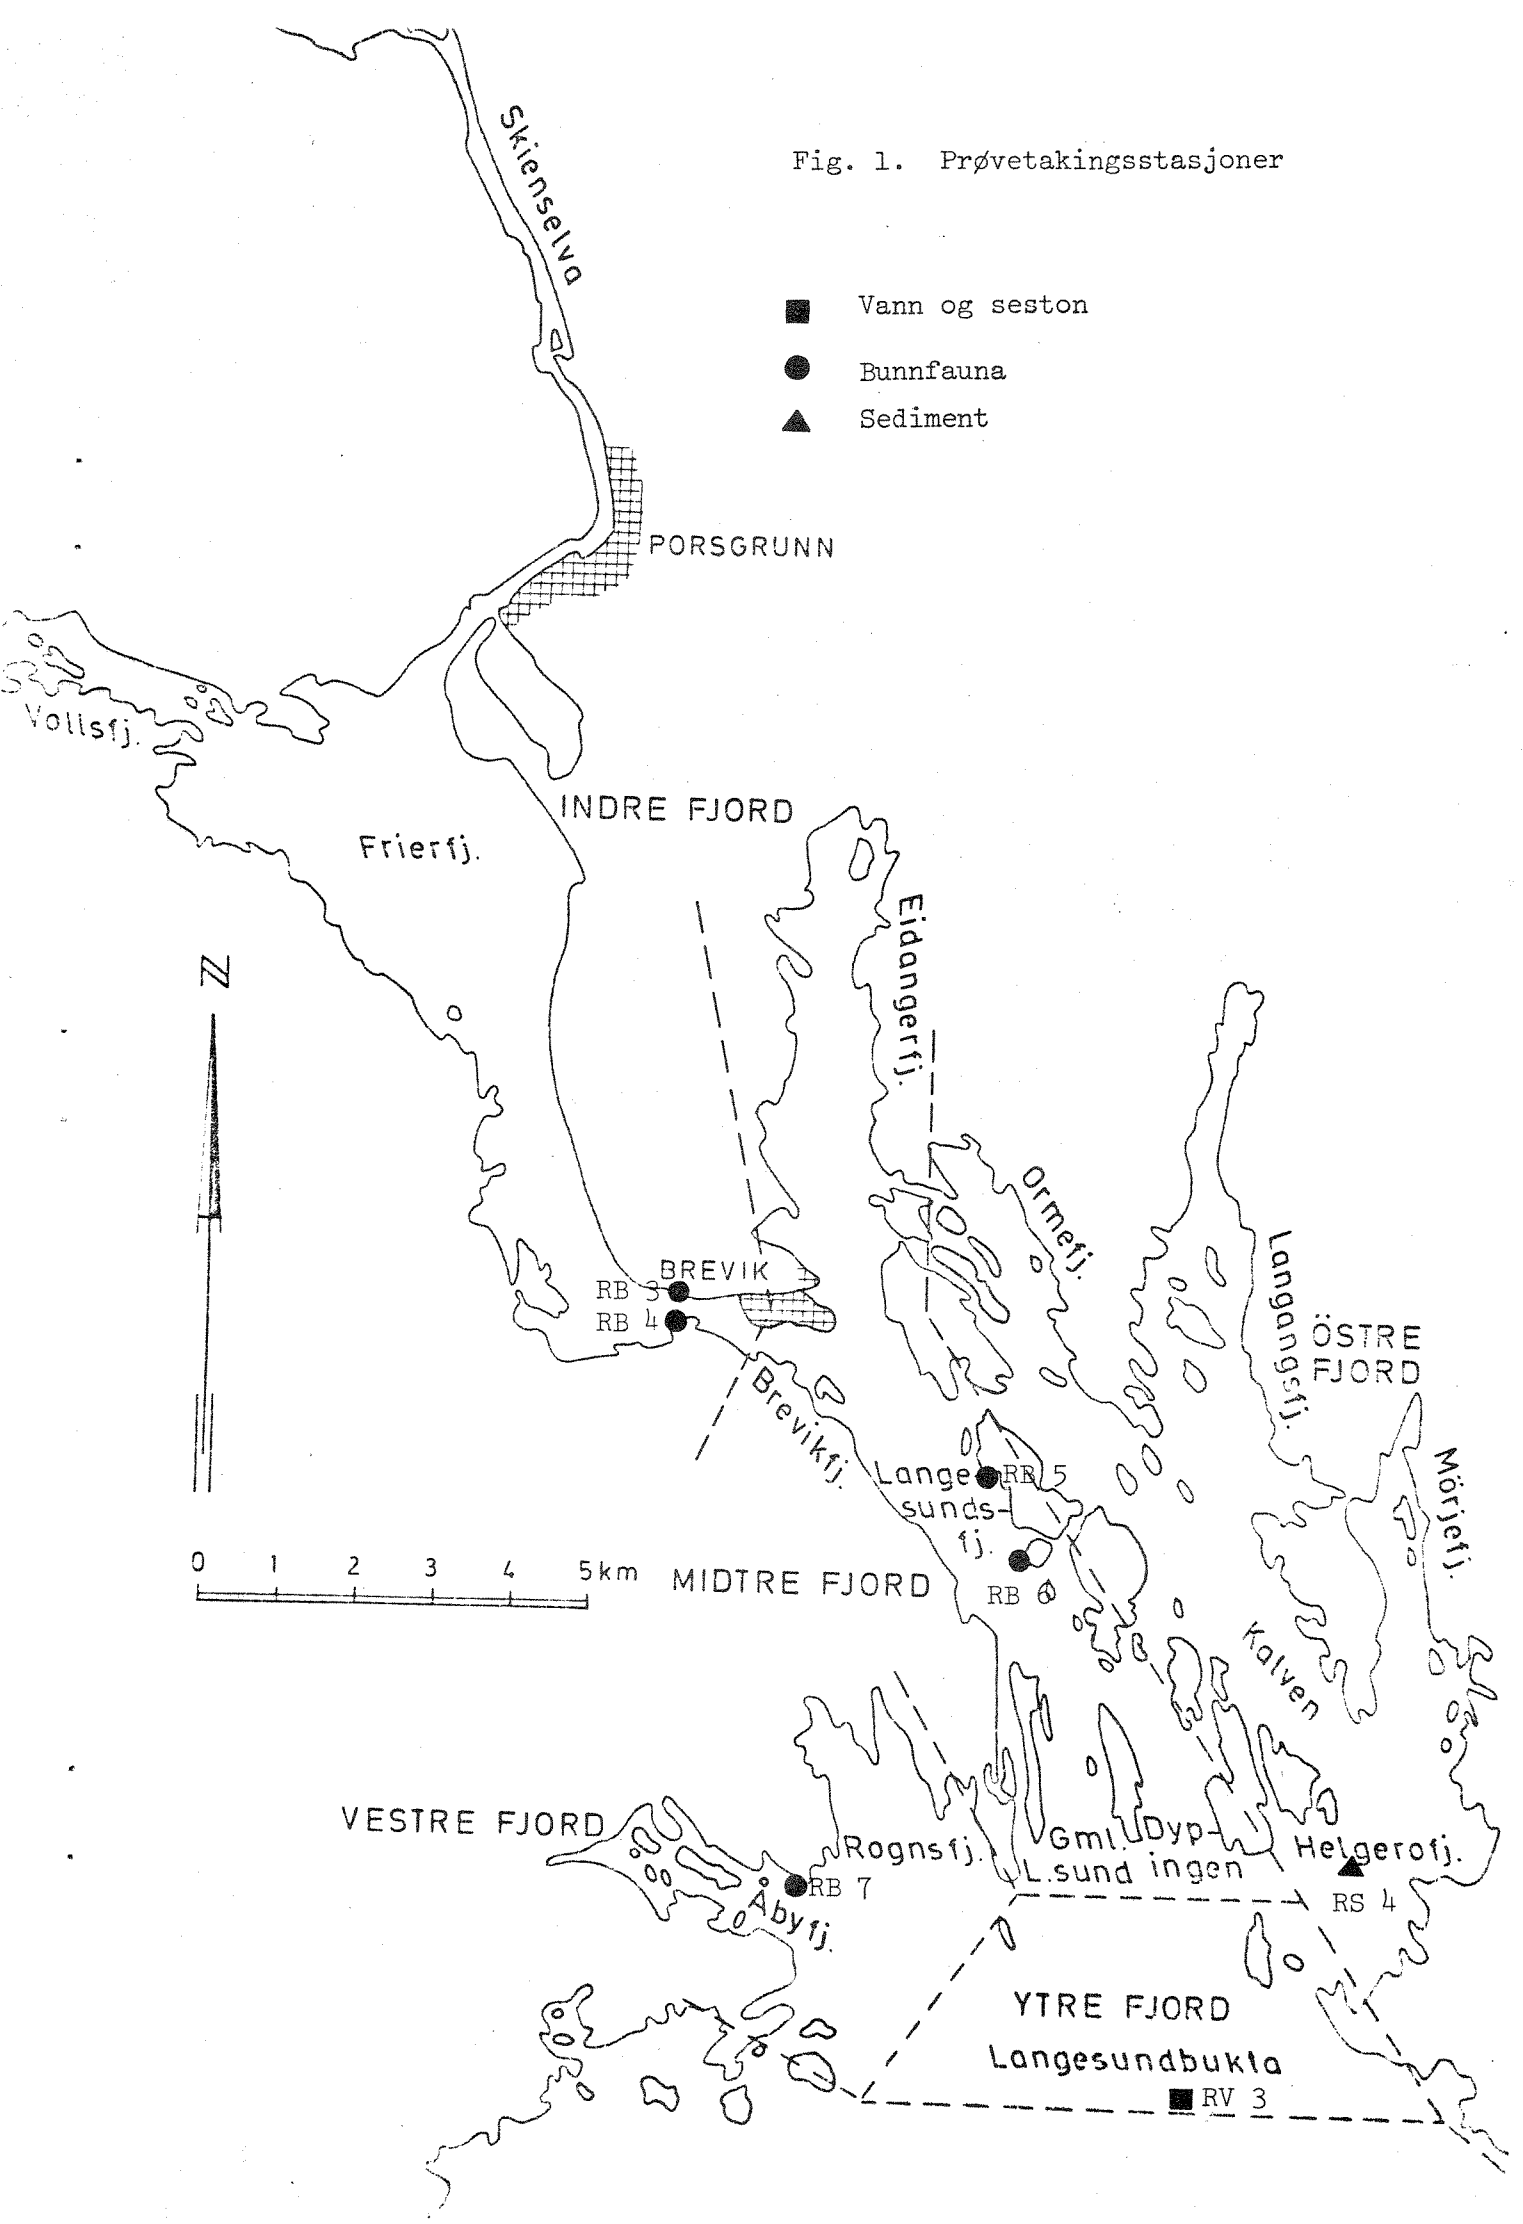 Skienselva
Fig. 1. Prøvetakingsstasjoner
Vann og seston
Bunnfauna
Sediment
PORSGRUNN
Vollsfj.
INDRE FJORD
Frierfj.
Eidangerfj.
N
Ormefj.
Langangsfj.
BREVIK
RB 3
RB 4
ÖSTRE
FJORD
Brevikfj.
Mörjefj.
Lange
RB 5
sunds-
fj.
0 1 2 3 4 5km
MIDTRE FJORD
RB 6
Kalven
VESTRE FJORD
Rognsfj.
Gml.
L.sund
Dyp-
ingen
Helgerofj.
RB 7
Åbyfj.
RS 4
YTRE FJORD
Langesundbukta
RV 3